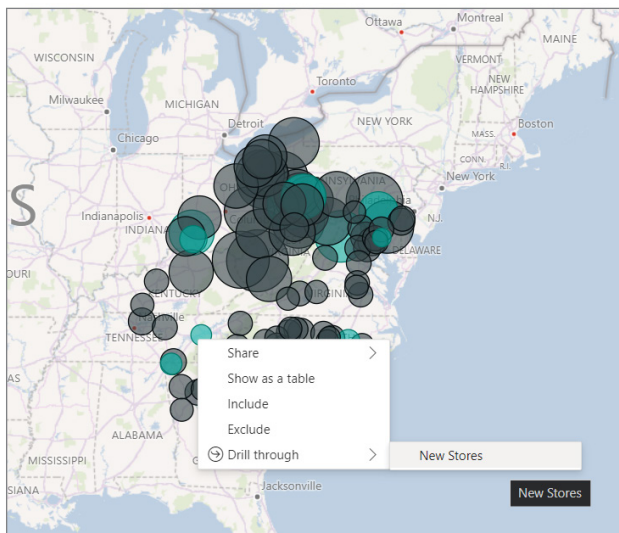 Ottawa
Montreal
MAINE
WISCONSIN
VERMONT
Toronto
NEW
HAMPSHIRE
Milwaukee
MICHIGAN
Detroit
NEW YORK
MASS.
Boston
Chicago
CONN.
R.I.
NNSYLVANIA
New York
S
Indianapolis
INDIANA
N.J.
DELAWARE
OURI
KENTUCKY
VIRGINIA
Nashville
TENNESSEE
Share
AS
Show as a table
Include
ALABAMA
Exclude
MISSISSIPPI
Drill through
New Stores
SIANA
Jacksonville
New Stores